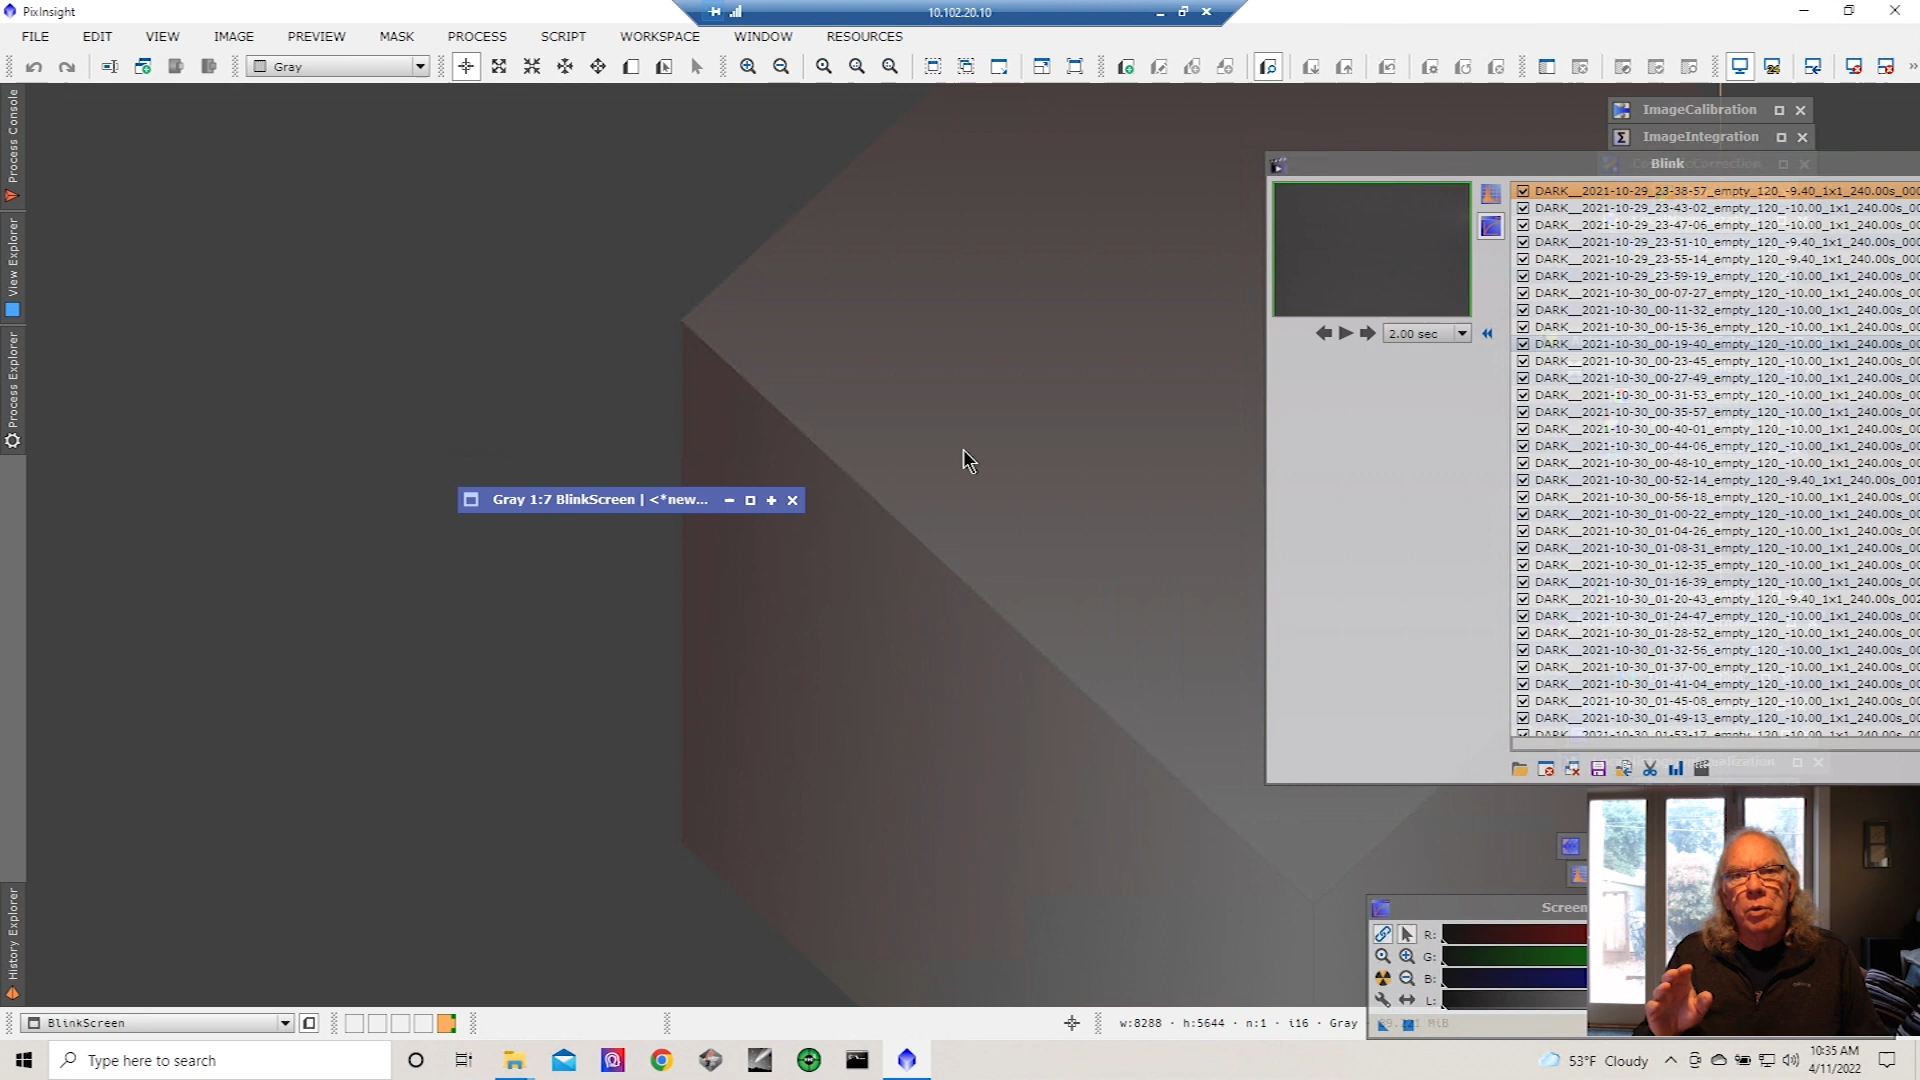 PixInsight
10.102.20.10
FILE EDIT VIEW IMAGE PREVIEW MASK PROCESS SCRIPT WORKSPACE WINDOW RESOURCES
Gray
Process Console
View Explorer
Process Explorer
History Explorer
ImageCalibration
ImageIntegration
Blink
DARK__2021-10-29_23-38-57_empty_120_-9.40_1x1_240.00s_000
DARK__2021-10-29_23-43-02_empty_120_-10.00_1x1_240.00s_0
DARK__2021-10-29_23-47-06_empty_120_-10.00_1x1_240.00s_0
DARK__2021-10-29_23-51-10_empty_120_-9.40_1x1_240.00s_000
DARK__2021-10-29_23-55-14_empty_120_-9.40_1x1_240.00s_000
DARK__2021-10-29_23-59-19_empty_120_-10.00_1x1_240.00s_0
DARK__2021-10-30_00-07-27_empty_120_-10.00_1x1_240.00s_0
DARK__2021-10-30_00-11-32_empty_120_-10.00_1x1_240.00s_0
DARK__2021-10-30_00-15-36_empty_120_-10.00_1x1_240.00s_0
DARK__2021-10-30_00-19-40_empty_120_-10.00_1x1_240.00s_0
DARK__2021-10-30_00-23-45_empty_120_-10.00_1x1_240.00s_0
DARK__2021-10-30_00-27-49_empty_120_-10.00_1x1_240.00s_0
DARK__2021-10-30_00-31-53_empty_120_-10.00_1x1_240.00s_0
DARK__2021-10-30_00-35-57_empty_120_-10.00_1x1_240.00s_0
DARK__2021-10-30_00-40-01_empty_120_-10.00_1x1_240.00s_0
DARK__2021-10-30_00-44-06_empty_120_-10.00_1x1_240.00s_0
DARK__2021-10-30_00-48-10_empty_120_-10.00_1x1_240.00s_0
DARK__2021-10-30_00-52-14_empty_120_-9.40_1x1_240.00s_001
DARK__2021-10-30_00-56-18_empty_120_-10.00_1x1_240.00s_0
DARK__2021-10-30_01-00-22_empty_120_-10.00_1x1_240.00s_0
DARK__2021-10-30_01-04-26_empty_120_-10.00_1x1_240.00s_0
DARK__2021-10-30_01-08-31_empty_120_-10.00_1x1_240.00s_0
DARK__2021-10-30_01-12-35_empty_120_-10.00_1x1_240.00s_0
DARK__2021-10-30_01-16-39_empty_120_-10.00_1x1_240.00s_0
DARK__2021-10-30_01-20-43_empty_120_-9.40_1x1_240.00s_002
DARK__2021-10-30_01-24-47_empty_120_-10.00_1x1_240.00s_0
DARK__2021-10-30_01-28-52_empty_120_-10.00_1x1_240.00s_0
DARK__2021-10-30_01-32-56_empty_120_-10.00_1x1_240.00s_0
DARK__2021-10-30_01-37-00_empty_120_-10.00_1x1_240.00s_0
DARK__2021-10-30_01-41-04_empty_120_-10.00_1x1_240.00s_0
DARK__2021-10-30_01-45-08_empty_120_-10.00_1x1_240.00s_0
DARK__2021-10-30_01-49-13_empty_120_-10.00_1x1_240.00s_0
DARK__2021-10-30_01-53-17_empty_120_-10.00_1x1_240.00s_0
2.00 sec
Gray 1:7 BlinkScreen | <*new...
Screen
R:
G:
B:
L:
BlinkScreen
w:8288 · h:5644 · n:1 · i16 · Gray
Type here to search
53°F Cloudy
10:35 AM
4/11/2022